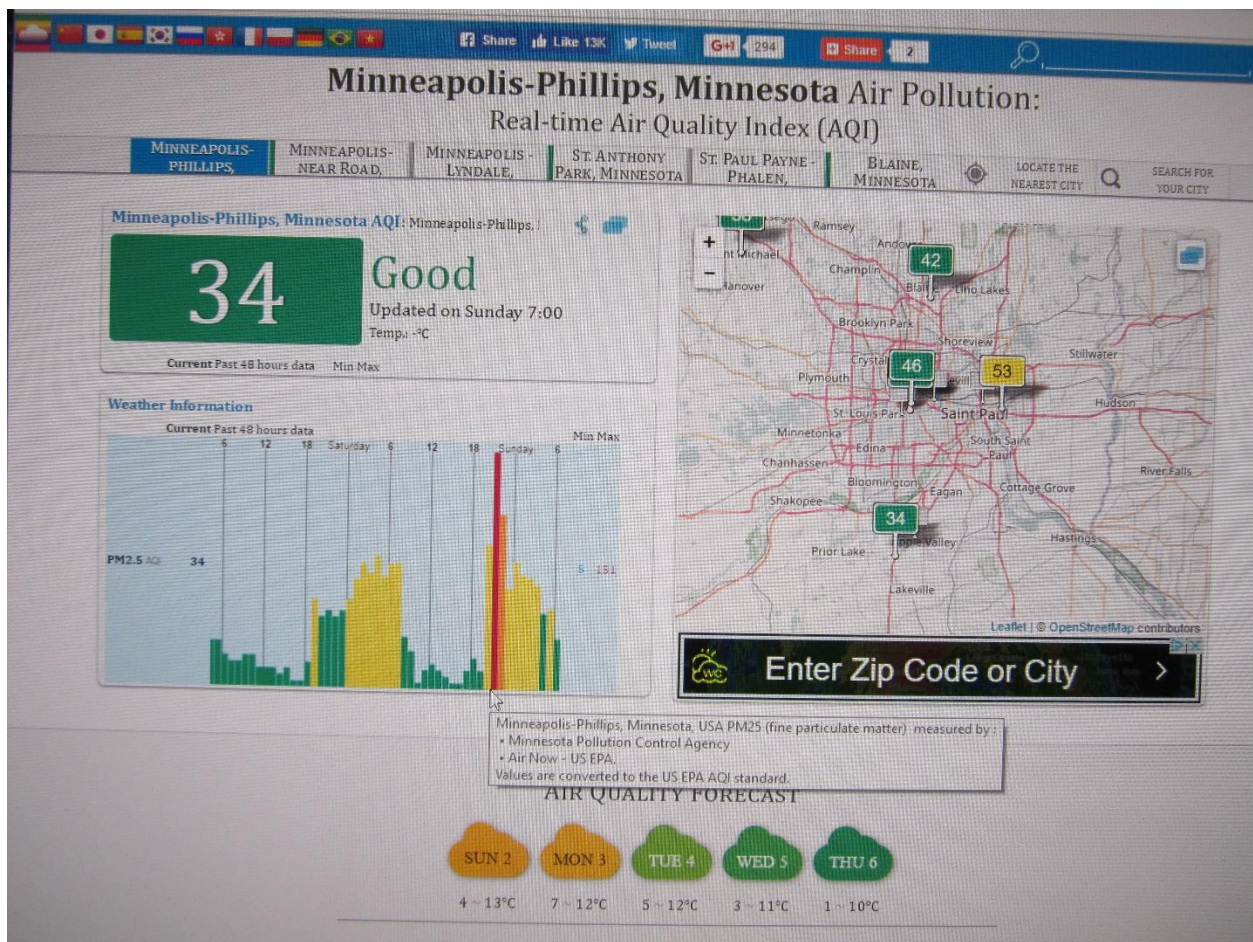 Share Like 13K Tweet G+1 294 Share 2
Minneapolis-Phillips, Minnesota Air Pollution:
Real-time Air Quality Index (AQI)
MINNEAPOLIS-
PHILLIPS,
MINNEAPOLIS-
NEAR ROAD,
MINNEAPOLIS -
LYNDALE,
ST. ANTHONY
PARK, MINNESOTA
ST. PAUL PAYNE -
PHALEN,
BLAINE,
MINNESOTA
LOCATE THE
NEAREST CITY
SEARCH FOR
YOUR CITY
Minneapolis-Phillips, Minnesota AQI: Minneapolis-Phillips,
34
Good
Updated on Sunday 7:00
Temp.: -°C
Current Past 48 hours data Min Max
Weather Information
Current Past 48 hours data Min Max
6 12 18 Saturday 6 12 18 Sunday 6
PM2.5 AQI 34 5 151
+
−
Ramsey
Andover
nt Michael
Champlin
42
Blaine
Lino Lakes
Hanover
Brooklyn Park
Shoreview
Crystal
46
53
Stillwater
Plymouth
St. Louis Park
Saint Paul
Hudson
Minnetonka
Edina
South Saint
Paul
Chanhassen
River Falls
Bloomington
Eagan
Cottage Grove
Shakopee
34
Prior Lake
Apple Valley
Hastings
Lakeville
Leaflet | © OpenStreetMap contributors
WC
Enter Zip Code or City >
Minneapolis-Phillips, Minnesota, USA PM25 (fine particulate matter) measured by :
• Minnesota Pollution Control Agency
• Air Now - US EPA.
Values are converted to the US EPA AQI standard.
AIR QUALITY FORECAST
SUN 2 MON 3 TUE 4 WED 5 THU 6
4 ~ 13°C 7 ~ 12°C 5 ~ 12°C 3 ~ 11°C 1 ~ 10°C